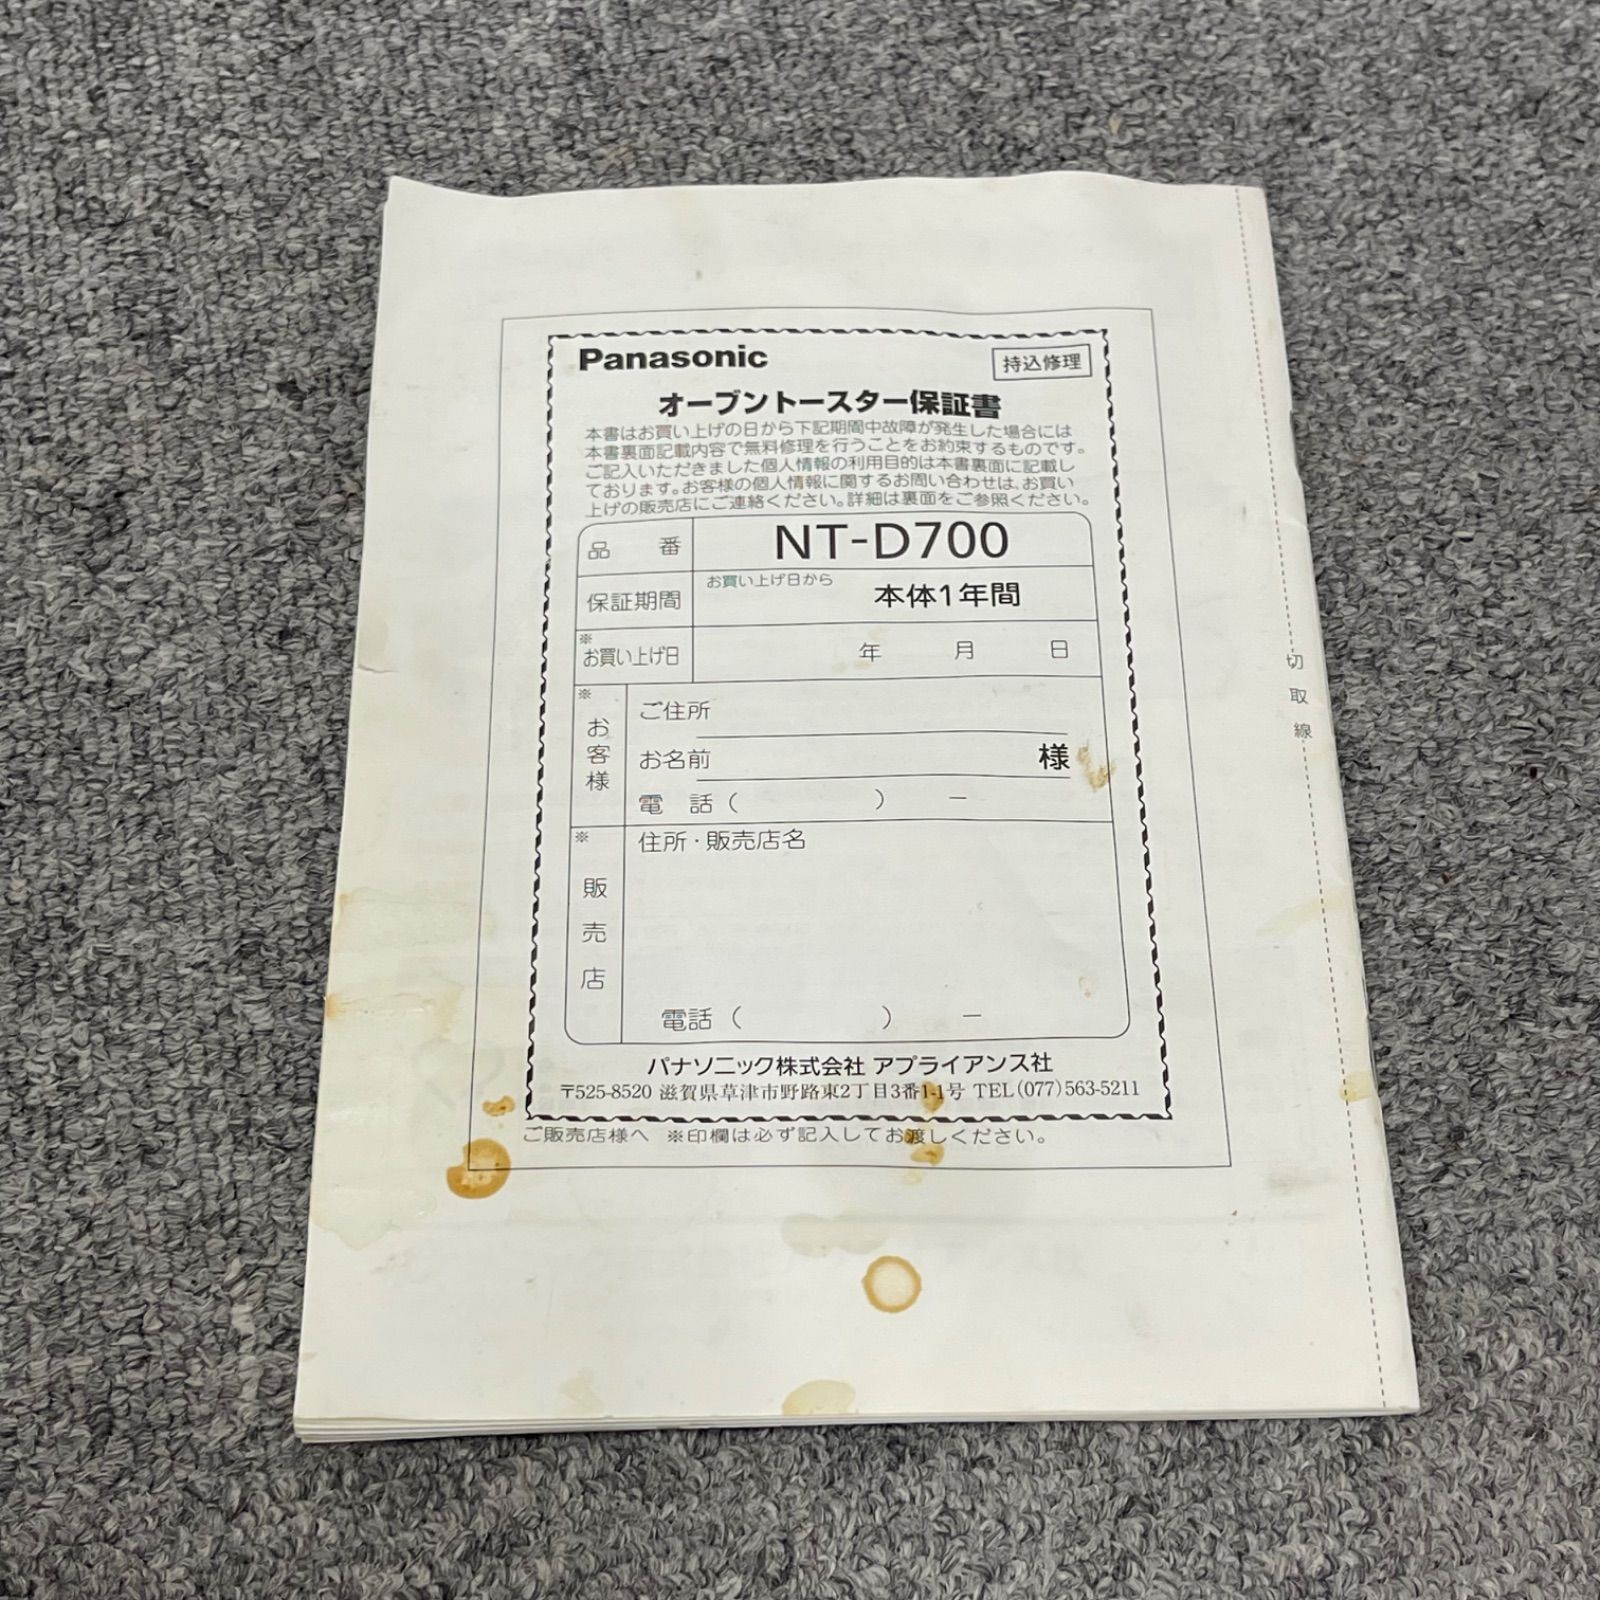 Panasonic
持込修理
オーブントースター保証書
本書はお買い上げの日から下記期間中故障が発生した場合には
本書裏面記載内容で無料修理を行うことをお約束するものです。
ご記入いただきました個人情報の利用目的は本書裏面に記載し
ております。お客様の個人情報に関するお問い合わせは、お買い
上げの販売店にご連絡ください。詳細は裏面をご参照ください。
品 番 NT-D700
保証期間 お買い上げ日から 本体1年間
※お買い上げ日 年 月 日
※お客様
ご住所
お名前 様
電 話 ( ) －
※販売店
住所・販売店名
電話 ( ) －
パナソニック株式会社 アプライアンス社
〒525-8520 滋賀県草津市野路東2丁目3番1-1号 TEL(077)563-5211
ご販売店様へ ※印欄は必ず記入してお渡しください。
切取線